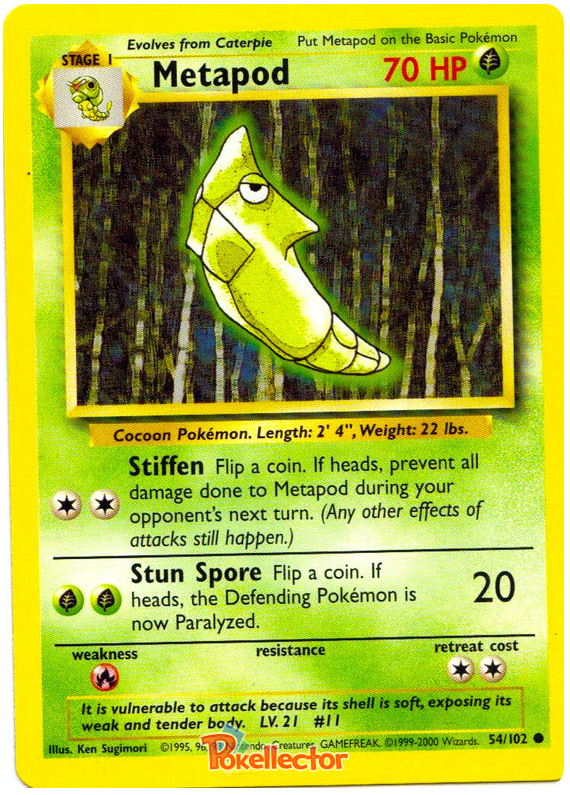 Evolves from Caterpie Put Metapod on the Basic Pokémon
STAGE 1
Metapod 70 HP
Cocoon Pokémon. Length: 2' 4", Weight: 22 lbs.
Stiffen Flip a coin. If heads, prevent all
damage done to Metapod during your
opponent's next turn. (Any other effects of
attacks still happen.)
Stun Spore Flip a coin. If
heads, the Defending Pokémon is
now Paralyzed.
20
weakness resistance retreat cost
It is vulnerable to attack because its shell is soft, exposing its
weak and tender body. LV. 21 #11
Illus. Ken Sugimori ©1995, 96, 98 Nintendo, Creatures, GAMEFREAK. ©1999-2000 Wizards. 54/102
Pokellector